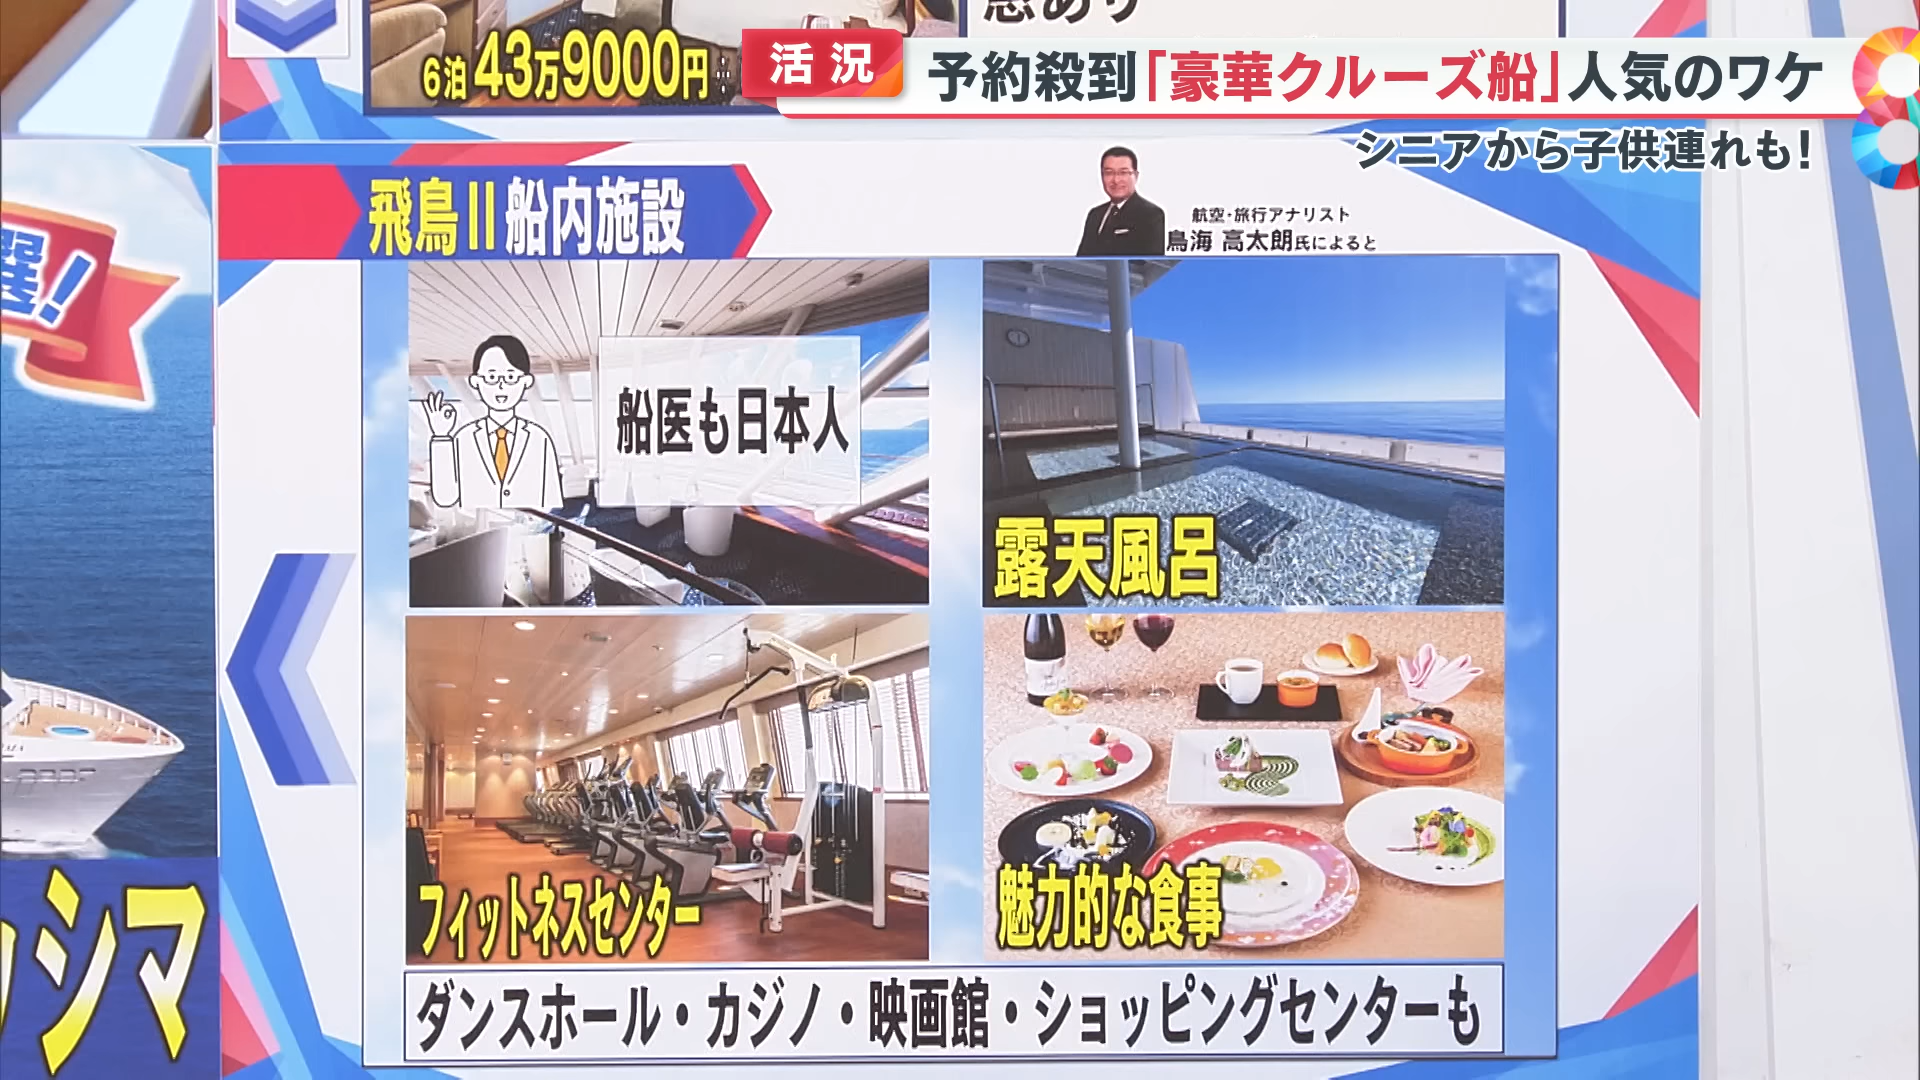 6泊 43万9000円※
活況
予約殺到「豪華クルーズ船」人気のワケ
シニアから子供連れも!
飛鳥Ⅱ 船内施設
航空・旅行アナリスト
鳥海 高太朗氏によると
船医も日本人
露天風呂
フィットネスセンター
魅力的な食事
ダンスホール・カジノ・映画館・ショッピングセンターも
シマ